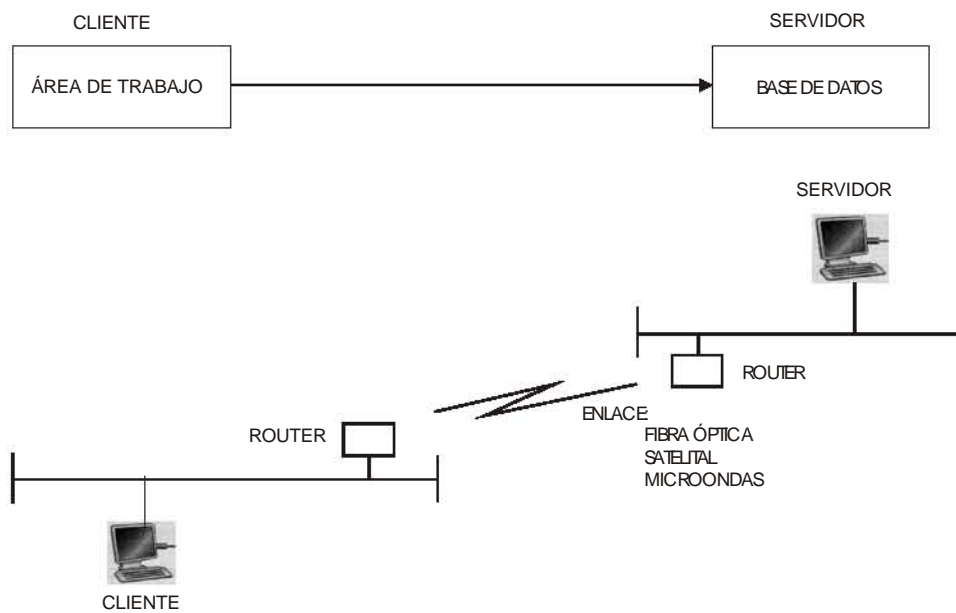 CLIENTE
SERVIDOR
ÁREA DE TRABAJO
BASE DE DATOS
SERVIDOR
ROUTER
ENLACE:
FIBRA ÓPTICA
SATELITAL
MICROONDAS
ROUTER
CLIENTE